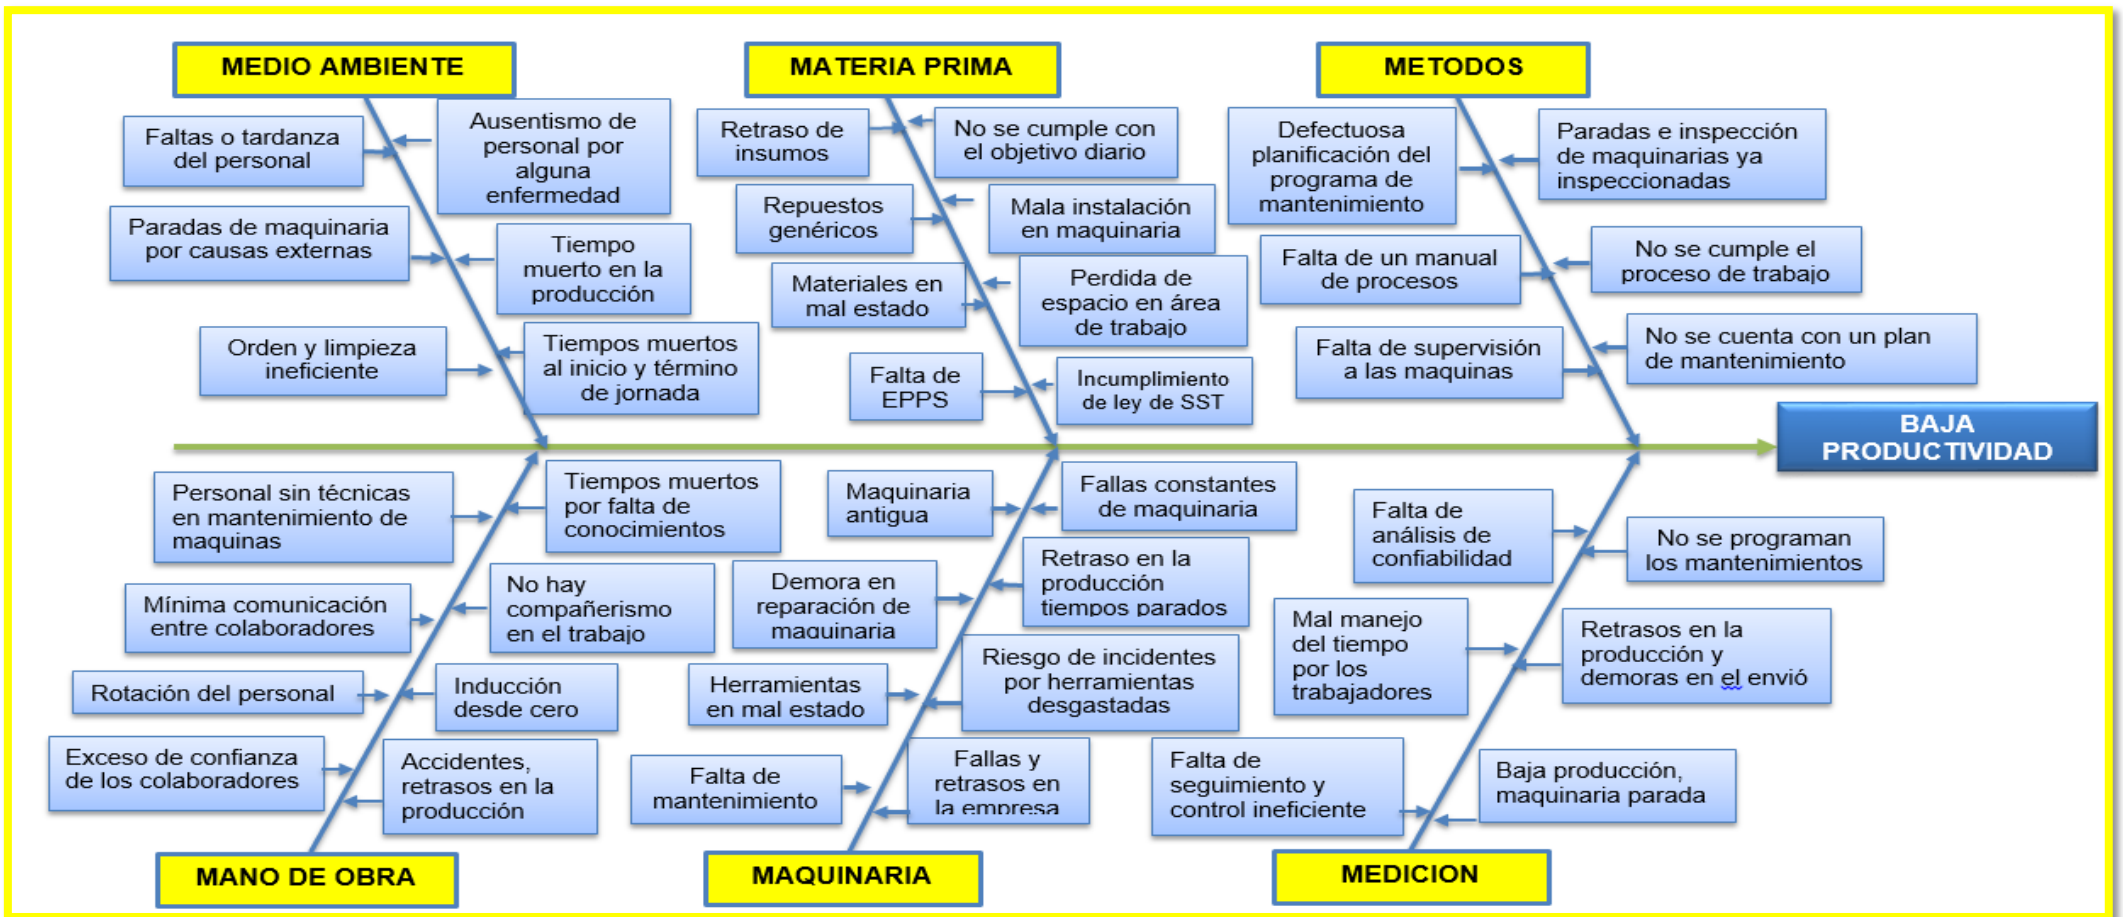 MEDIO AMBIENTE
Faltas o tardanza
del personal
Ausentismo de
personal por
alguna
enfermedad
Paradas de maquinaria
por causas externas
Tiempo
muerto en la
producción
Orden y limpieza
ineficiente
Tiempos muertos
al inicio y término
de jornada
MATERIA PRIMA
Retraso de
insumos
No se cumple con
el objetivo diario
Repuestos
genéricos
Mala instalación
en maquinaria
Materiales en
mal estado
Perdida de
espacio en área
de trabajo
Falta de
EPPS
Incumplimiento
de ley de SST
METODOS
Defectuosa
planificación del
programa de
mantenimiento
Paradas e inspección
de maquinarias ya
inspeccionadas
Falta de un manual
de procesos
No se cumple el
proceso de trabajo
Falta de supervisión
a las maquinas
No se cuenta con un plan
de mantenimiento
BAJA
PRODUCTIVIDAD
Personal sin técnicas
en mantenimiento de
maquinas
Tiempos muertos
por falta de
conocimientos
Mínima comunicación
entre colaboradores
No hay
compañerismo
en el trabajo
Rotación del personal
Inducción
desde cero
Exceso de confianza
de los colaboradores
Accidentes,
retrasos en la
producción
MANO DE OBRA
Maquinaria
antigua
Fallas constantes
de maquinaria
Demora en
reparación de
maquinaria
Retraso en la
producción
tiempos parados
Herramientas
en mal estado
Riesgo de incidentes
por herramientas
desgastadas
Falta de
mantenimiento
Fallas y
retrasos en
la empresa
MAQUINARIA
Falta de
análisis de
confiabilidad
No se programan
los mantenimientos
Mal manejo
del tiempo
por los
trabajadores
Retrasos en la
producción y
demoras en el envió
Falta de
seguimiento y
control ineficiente
Baja producción,
maquinaria parada
MEDICION